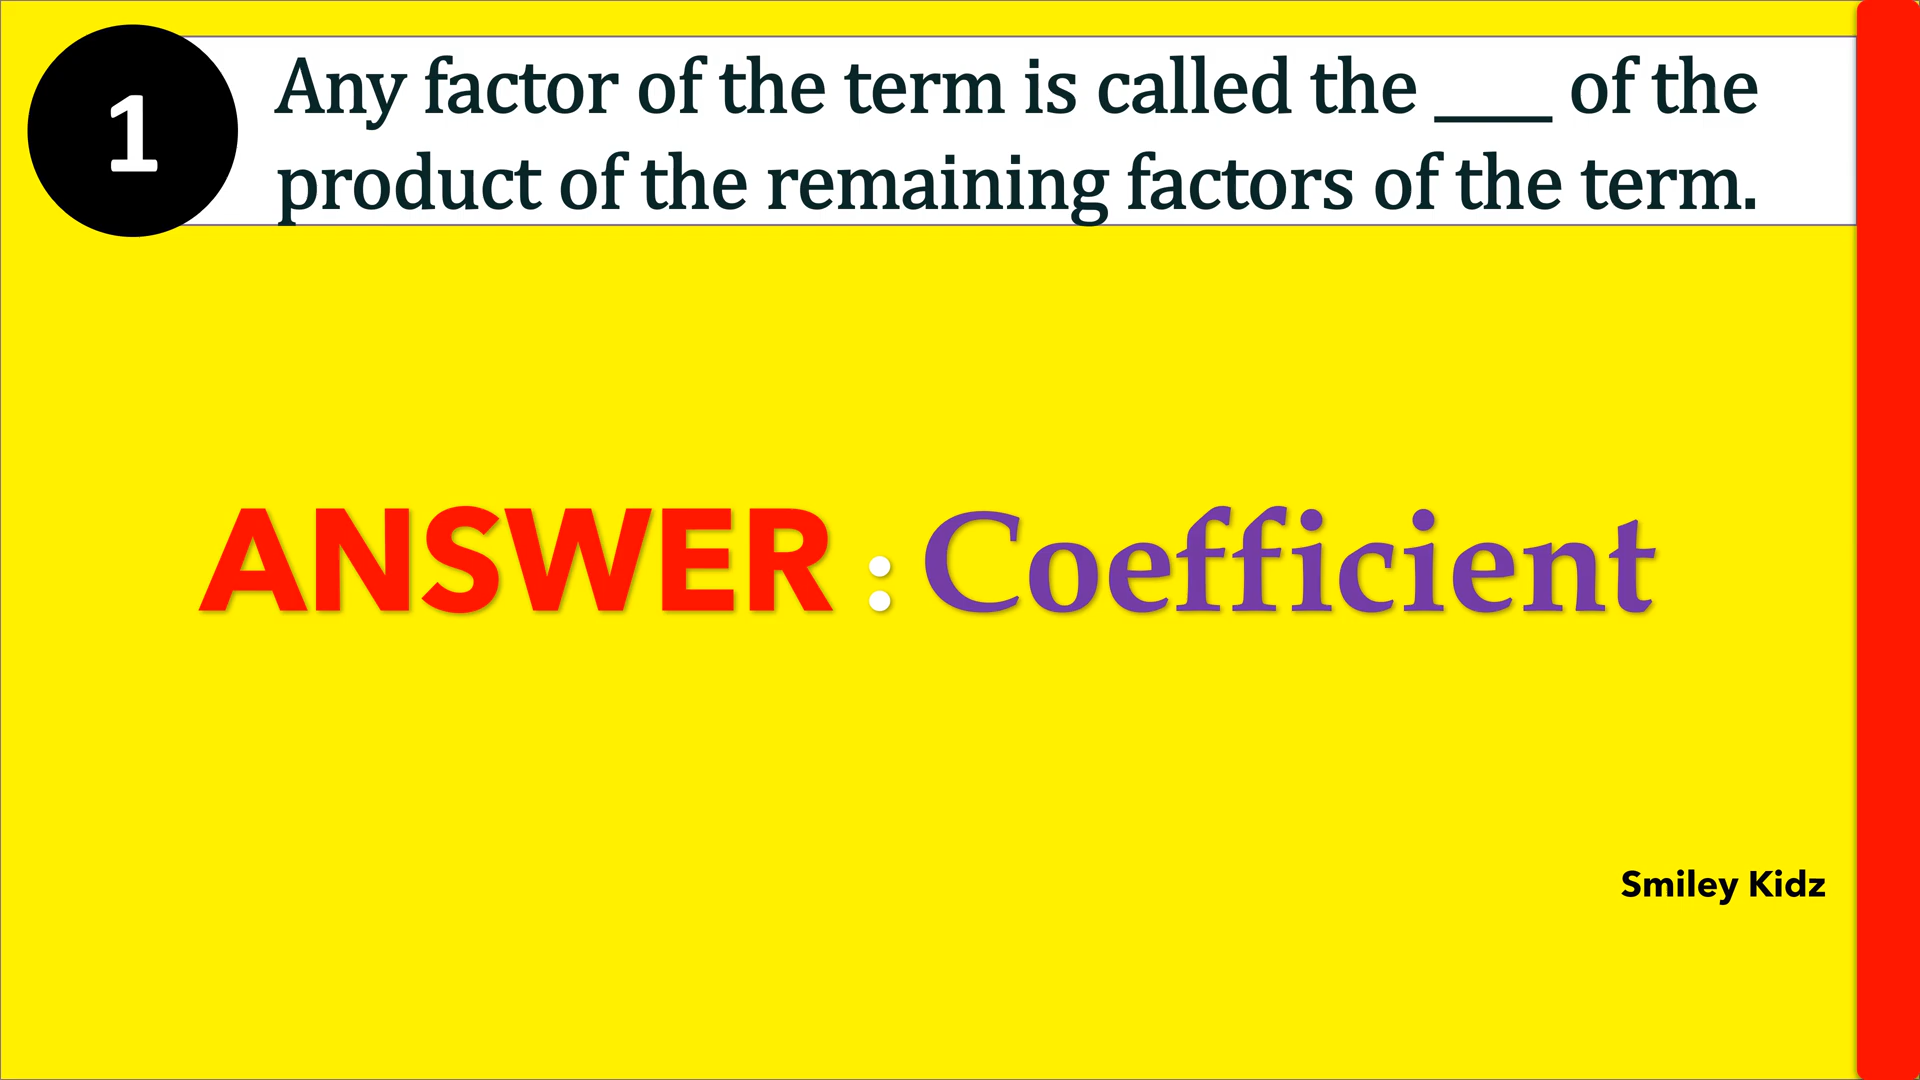 1
Any factor of the term is called the ____ of the
product of the remaining factors of the term.
ANSWER : Coefficient
Smiley Kidz